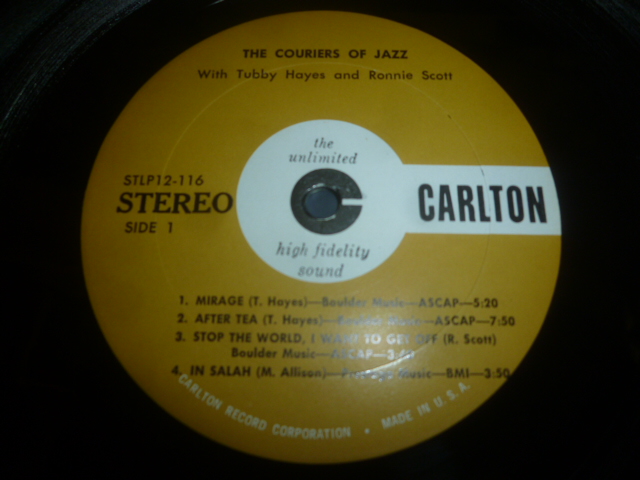 THE COURIERS OF JAZZ
With Tubby Hayes and Ronnie Scott
the
unlimited
STLP12-116
STEREO
SIDE 1
CARLTON
high fidelity
sound
1. MIRAGE (T. Hayes)—Boulder Music—ASCAP—5:20
2. AFTER TEA (T. Hayes)—Boulder Music—ASCAP—7:50
3. STOP THE WORLD, I WANT TO GET OFF (R. Scott)
Boulder Music—ASCAP—3:
4. IN SALAH (M. Allison)— Music—BMI—3:50
CARLTON RECORD CORPORATION • MADE IN U.S.A.